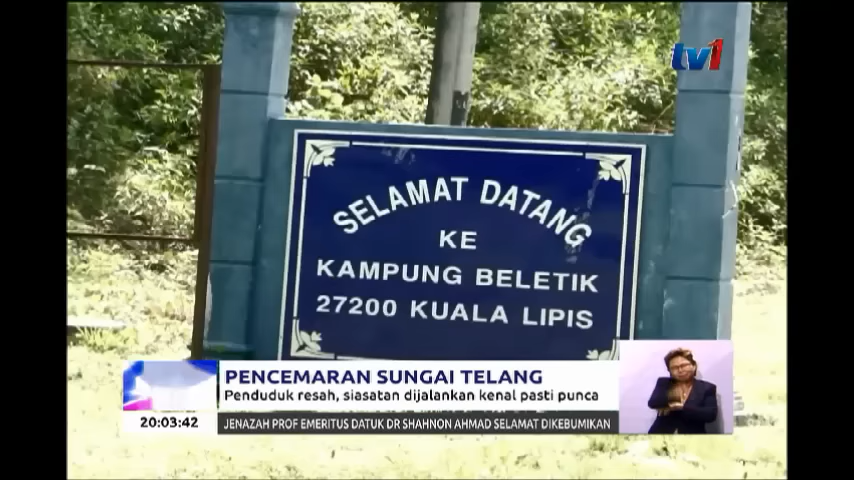 tv1
SELAMAT DATANG
KE
KAMPUNG BELETIK
27200 KUALA LIPIS
PENCEMARAN SUNGAI TELANG
Penduduk resah, siasatan dijalankan kenal pasti punca
20:03:42
JENAZAH PROF EMERITUS DATUK DR SHAHNON AHMAD SELAMAT DIKEBUMIKAN